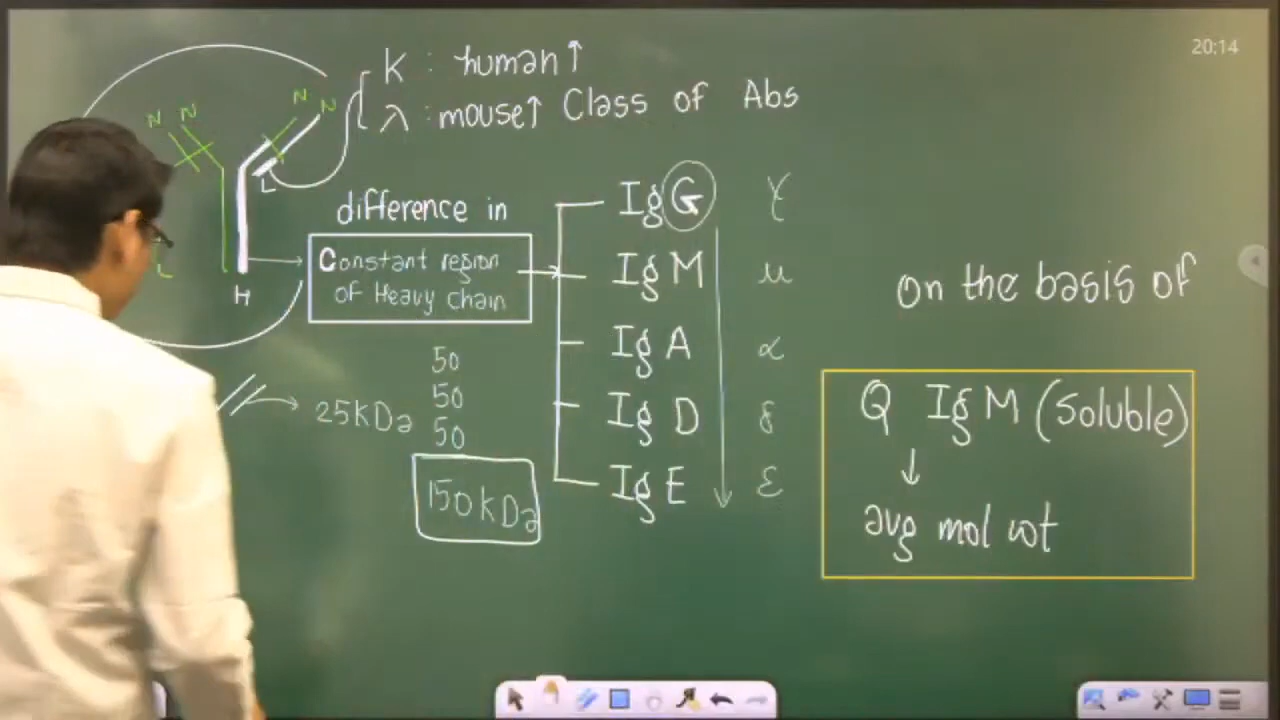 20:14
K : human↑
λ : mouse↑ Class of Abs
N N N N
L
difference in
Constant region
of Heavy chain
H
L
IgG γ
IgM μ
IgA α
IgD δ
IgE ε
50
50
50
25kDa
150kDa
on the basis of
Q IgM (Soluble)
↓
avg mol wt